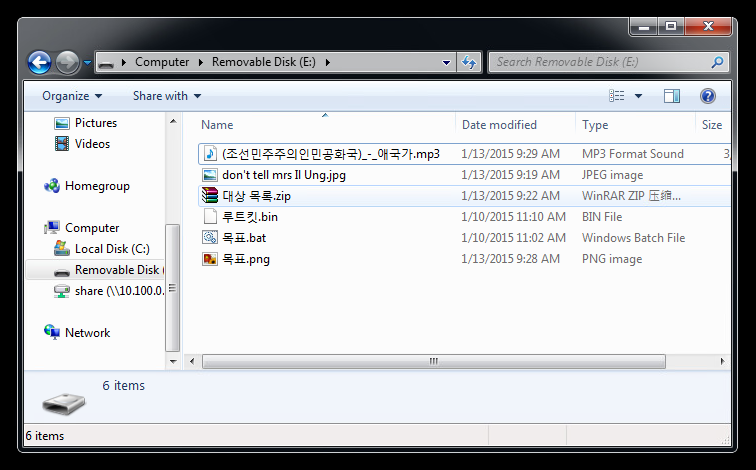 Computer Removable Disk (E:) Search Removable Disk (E:)
Organize Share with
Pictures
Videos
Homegroup
Computer
Local Disk (C:)
Removable Disk (
share (\\10.100.0.
Network
Name Date modified Type Size
(조선민주주의인민공화국)_-_애국가.mp3 1/13/2015 9:29 AM MP3 Format Sound 3,
don't tell mrs Il Ung.jpg 1/13/2015 9:19 AM JPEG image
대상 목록.zip 1/13/2015 9:22 AM WinRAR ZIP 压缩...
루트킷.bin 1/10/2015 11:10 AM BIN File
목표.bat 1/10/2015 11:02 AM Windows Batch File
목표.png 1/13/2015 9:28 AM PNG image
6 items
6 items